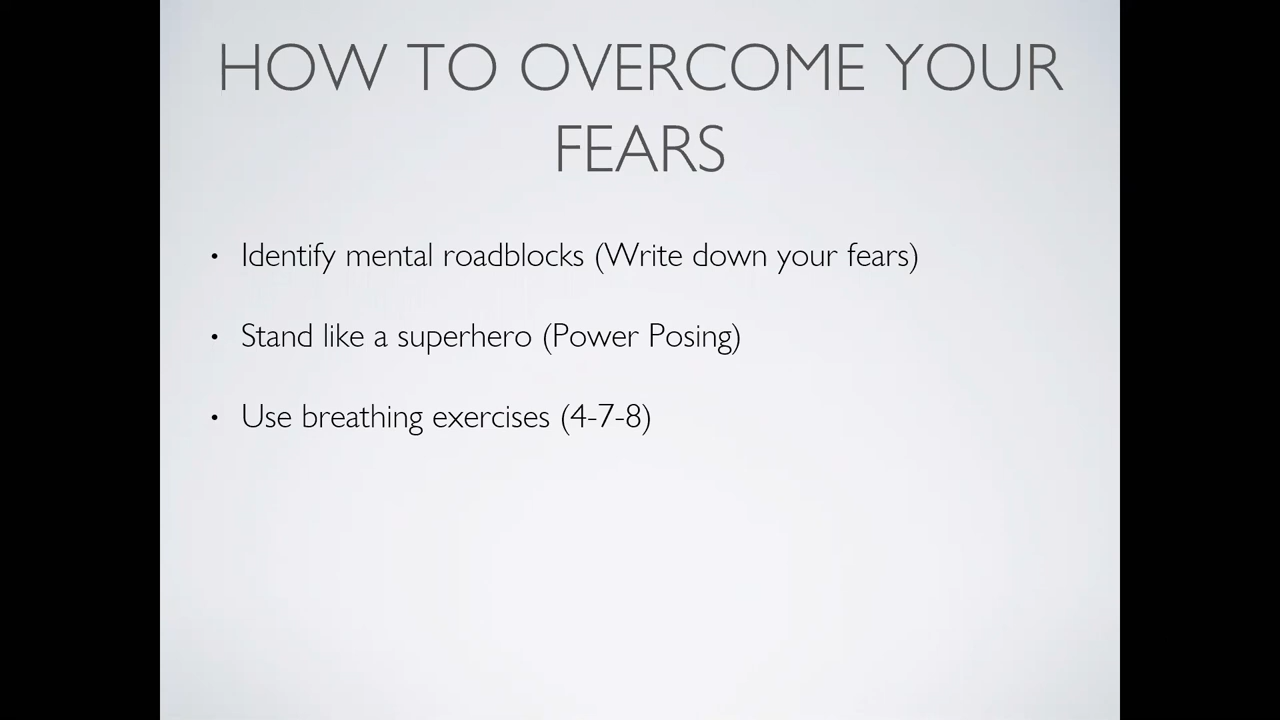 HOW TO OVERCOME YOUR
FEARS
• Identify mental roadblocks (Write down your fears)
• Stand like a superhero (Power Posing)
• Use breathing exercises (4-7-8)